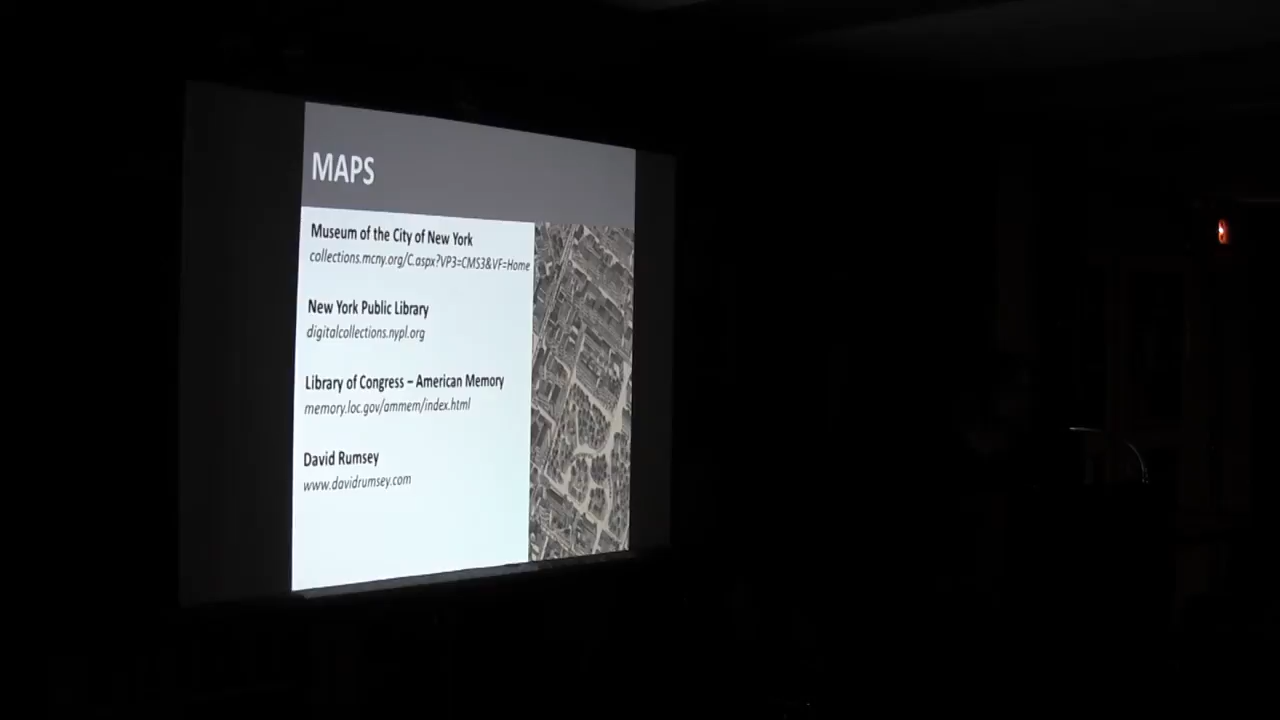 MAPS
Museum of the City of New York
collections.mcny.org/C.aspx?VP3=CMS3&VF=Home
New York Public Library
digitalcollections.nypl.org
Library of Congress – American Memory
memory.loc.gov/ammem/index.html
David Rumsey
www.davidrumsey.com